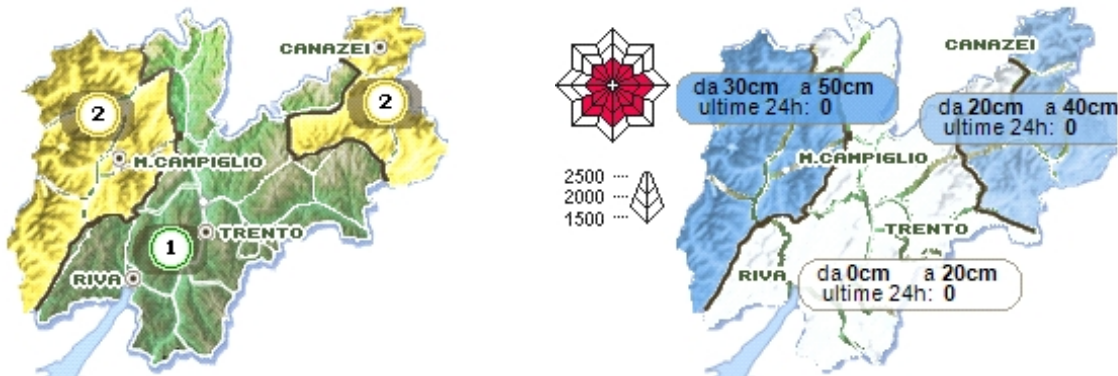 CANAZEI
2
2
M.CAMPIGLIO
1
TRENTO
RIVA
CANAZEI
da 30cm a 50cm
ultime 24h: 0
da 20cm a 40cm
ultime 24h: 0
M.CAMPIGLIO
2500
2000
1500
TRENTO
RIVA
da 0cm a 20cm
ultime 24h: 0